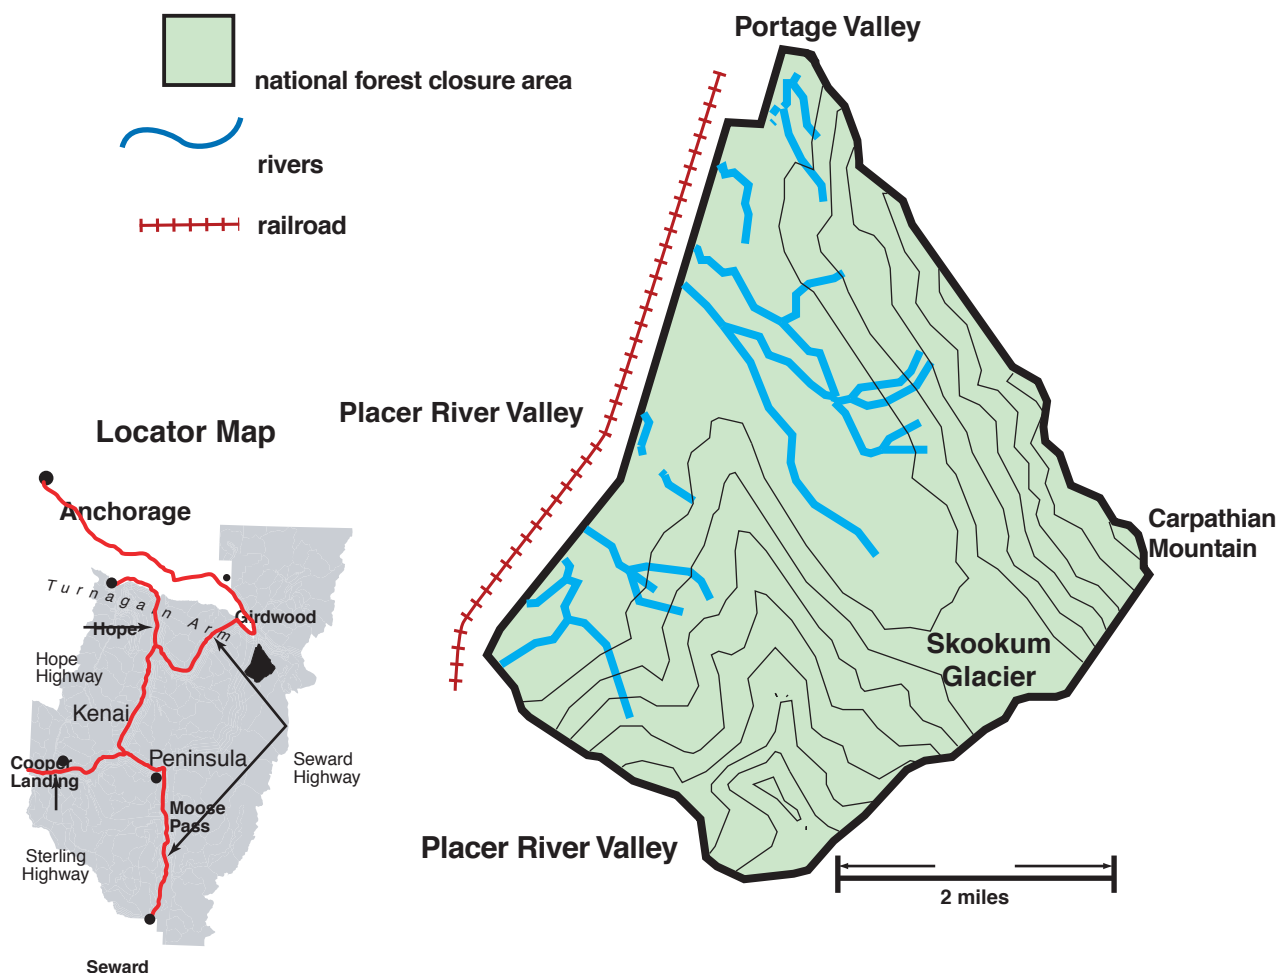 Portage Valley
national forest closure area
rivers
railroad
Placer River Valley
Locator Map
Anchorage
Turnagain Arm
Girdwood
Hope
Hope
Highway
Kenai
Peninsula
Seward
Highway
Cooper
Landing
Moose
Pass
Sterling
Highway
Seward
Carpathian
Mountain
Skookum
Glacier
Placer River Valley
2 miles